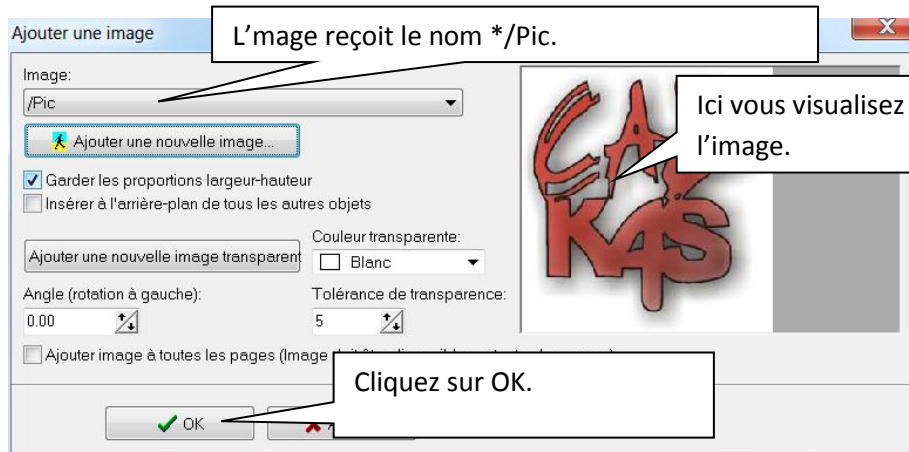 Ajouter une image
L’mage reçoit le nom */Pic.
Image:
/Pic
Ici vous visualisez
l’image.
Ajouter une nouvelle image...
Garder les proportions largeur-hauteur
Insérer à l'arrière-plan de tous les autres objets
Couleur transparente:
Ajouter une nouvelle image transparent
Blanc
Angle (rotation à gauche):
Tolérance de transparence:
0.00
5
Ajouter image à toutes les pages (Image
Cliquez sur OK.
OK
CAP
KAS